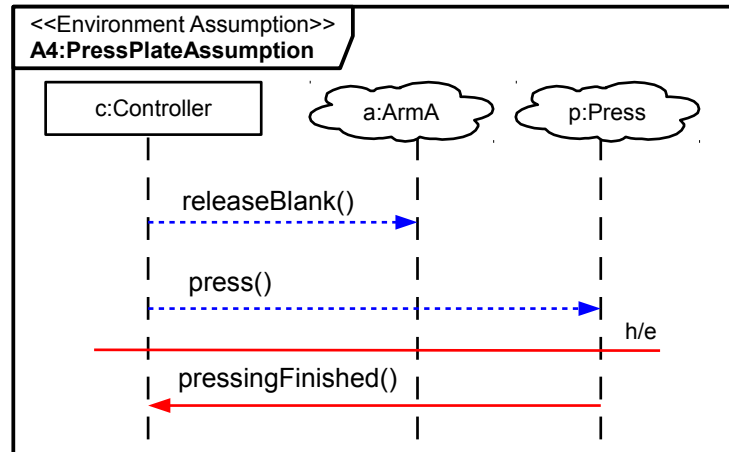 <<Environment Assumption>>
A4:PressPlateAssumption
c:Controller a:ArmA p:Press
releaseBlank()
press()
h/e
pressingFinished()